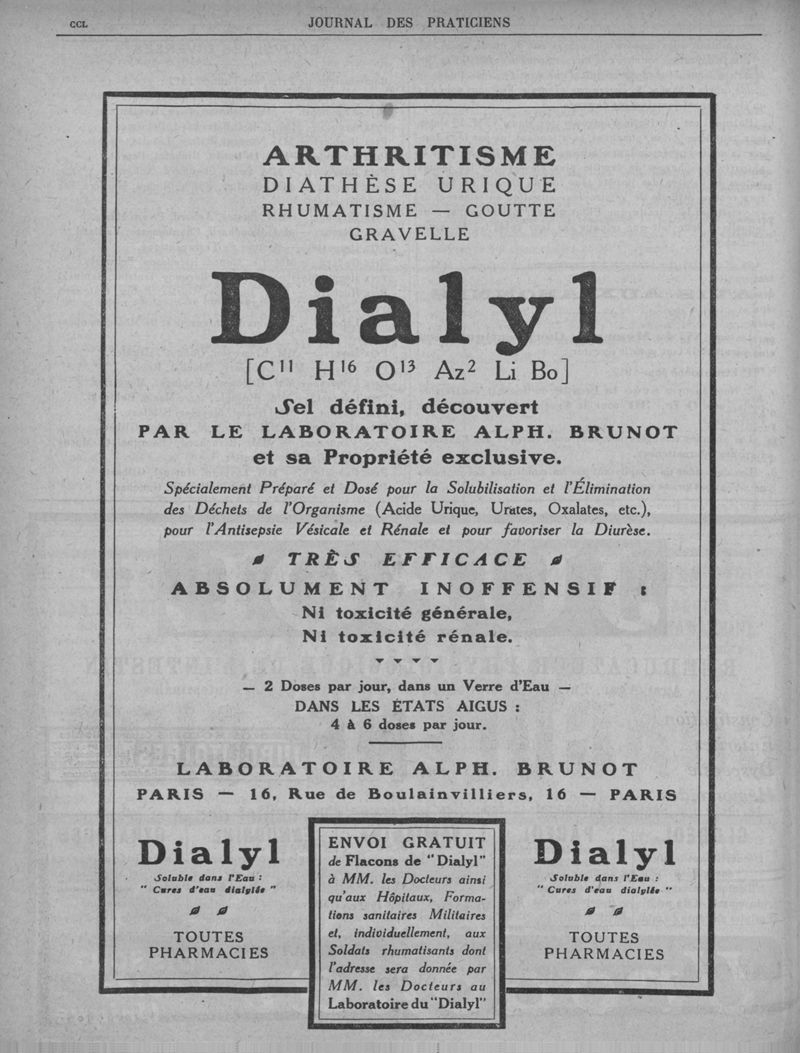 CCL
JOURNAL DES PRATICIENS
ARTHRITISME
DIATHÈSE URIQUE
RHUMATISME — GOUTTE
GRAVELLE
Dialyl
[C¹¹ H¹⁶ O¹³ Az² Li Bo]
Sel défini, découvert
PAR LE LABORATOIRE ALPH. BRUNOT
et sa Propriété exclusive.
Spécialement Préparé et Dosé pour la Solubilisation et l'Élimination
des Déchets de l'Organisme (Acide Urique, Urates, Oxalates, etc.),
pour l'Antisepsie Vésicale et Rénale et pour favoriser la Diurèse.
TRÈS EFFICACE
ABSOLUMENT INOFFENSIF :
Ni toxicité générale,
Ni toxicité rénale.
— 2 Doses par jour, dans un Verre d'Eau —
DANS LES ÉTATS AIGUS :
4 à 6 doses par jour.
LABORATOIRE ALPH. BRUNOT
PARIS — 16, Rue de Boulainvilliers, 16 — PARIS
Dialyl
Soluble dans l'Eau :
"Cures d'eau dialylée"
TOUTES
PHARMACIES
ENVOI GRATUIT
de Flacons de "Dialyl"
à MM. les Docteurs ainsi
qu'aux Hôpitaux, Forma-
tions sanitaires Militaires
et, individuellement, aux
Soldats rhumatisants dont
l'adresse sera donnée par
MM. les Docteurs au
Laboratoire du "Dialyl"
Dialyl
Soluble dans l'Eau :
"Cures d'eau dialylée"
TOUTES
PHARMACIES